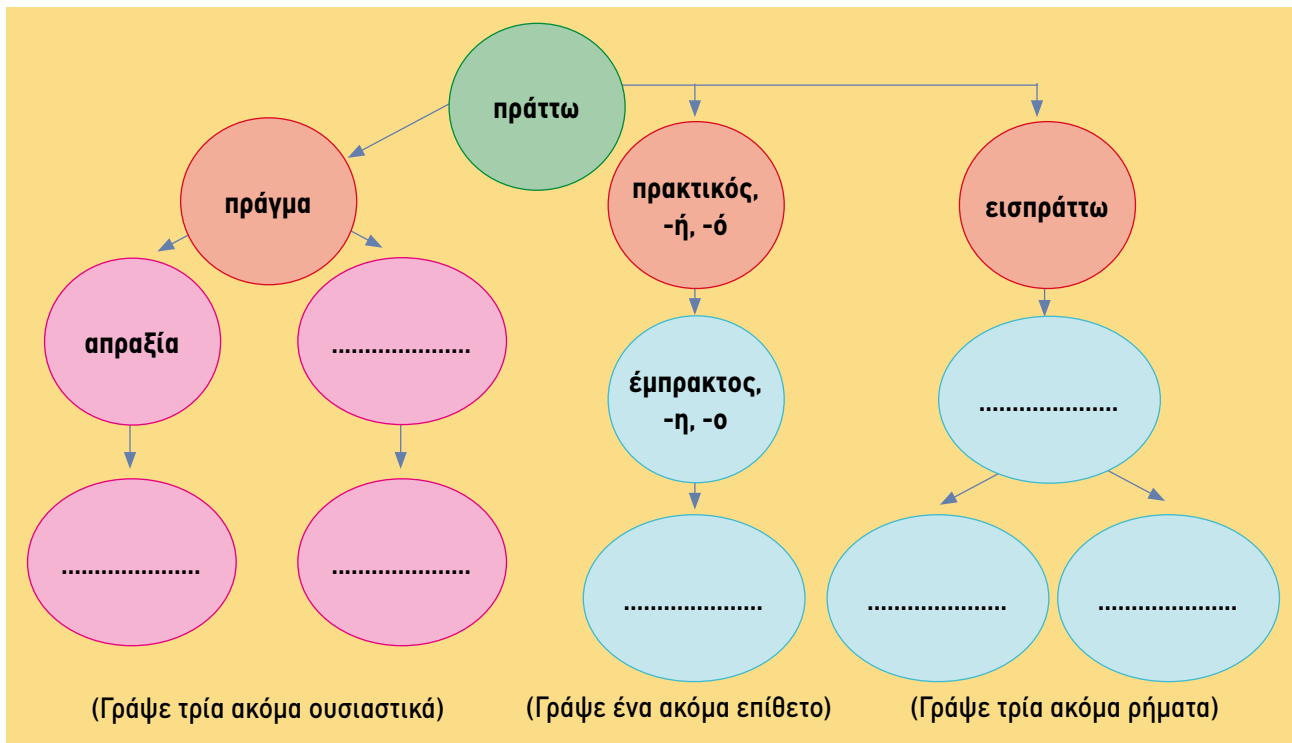 πράττω
πράγμα
πρακτικός,
-ή, -ό
εισπράττω
απραξία
.....................
έμπρακτος,
-η, -ο
.....................
.....................
.....................
.....................
.....................
.....................
(Γράψε τρία ακόμα ουσιαστικά)
(Γράψε ένα ακόμα επίθετο)
(Γράψε τρία ακόμα ρήματα)